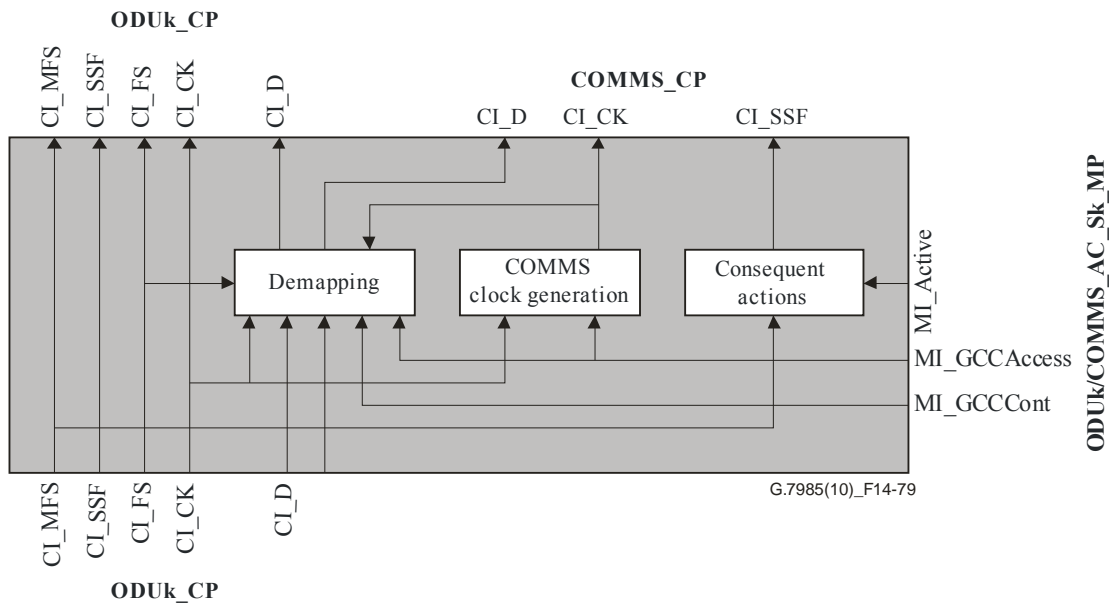 ODUk_CP
CI_MFS
CI_SSF
CI_FS
CI_CK
CI_D
COMMS_CP
CI_D
CI_CK
CI_SSF
Demapping
COMMS
clock generation
Consequent
actions
MI_Active
MI_GCCAccess
MI_GCCCont
ODUk/COMMS_AC_Sk_MP
G.7985(10)_F14-79
CI_MFS
CI_SSF
CI_FS
CI_CK
CI_D
ODUk_CP